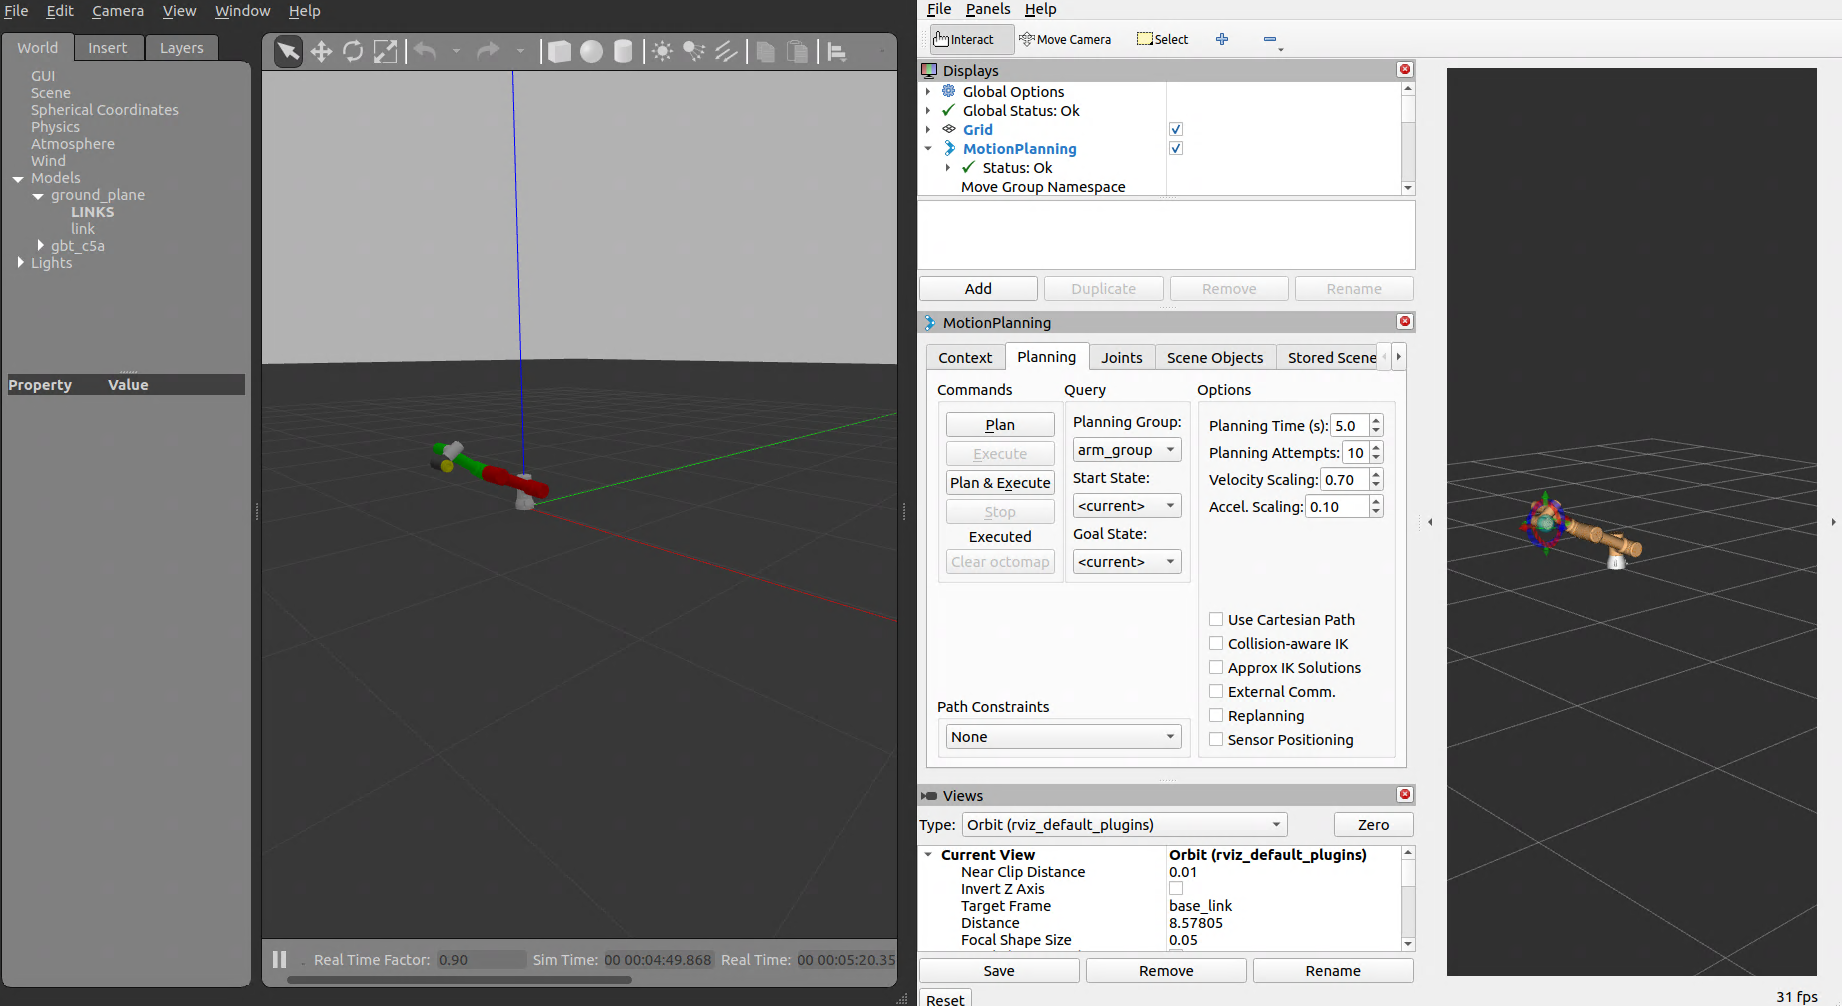 File Edit Camera View Window Help
World Insert Layers
GUI
Scene
Spherical Coordinates
Physics
Atmosphere
Wind
Models
ground_plane
LINKS
link
gbt_c5a
Lights
Property Value
Real Time Factor: 0.90 Sim Time: 00 00:04:49.868 Real Time: 00 00:05:20.35
File Panels Help
Interact Move Camera Select
Displays
Global Options
Global Status: Ok
Grid
MotionPlanning
Status: Ok
Move Group Namespace
Add Duplicate Remove Rename
MotionPlanning
Context Planning Joints Scene Objects Stored Scene
Commands Query Options
Plan
Execute
Plan & Execute
Stop
Executed
Clear octomap
Planning Group:
arm_group
Start State:
<current>
Goal State:
<current>
Planning Time (s): 5.0
Planning Attempts: 10
Velocity Scaling: 0.70
Accel. Scaling: 0.10
Use Cartesian Path
Collision-aware IK
Approx IK Solutions
External Comm.
Replanning
Sensor Positioning
Path Constraints
None
Views
Type: Orbit (rviz_default_plugins) Zero
Current View Orbit (rviz_default_plugins)
Near Clip Distance 0.01
Invert Z Axis
Target Frame base_link
Distance 8.57805
Focal Shape Size 0.05
Save Remove Rename
Reset
31 fps